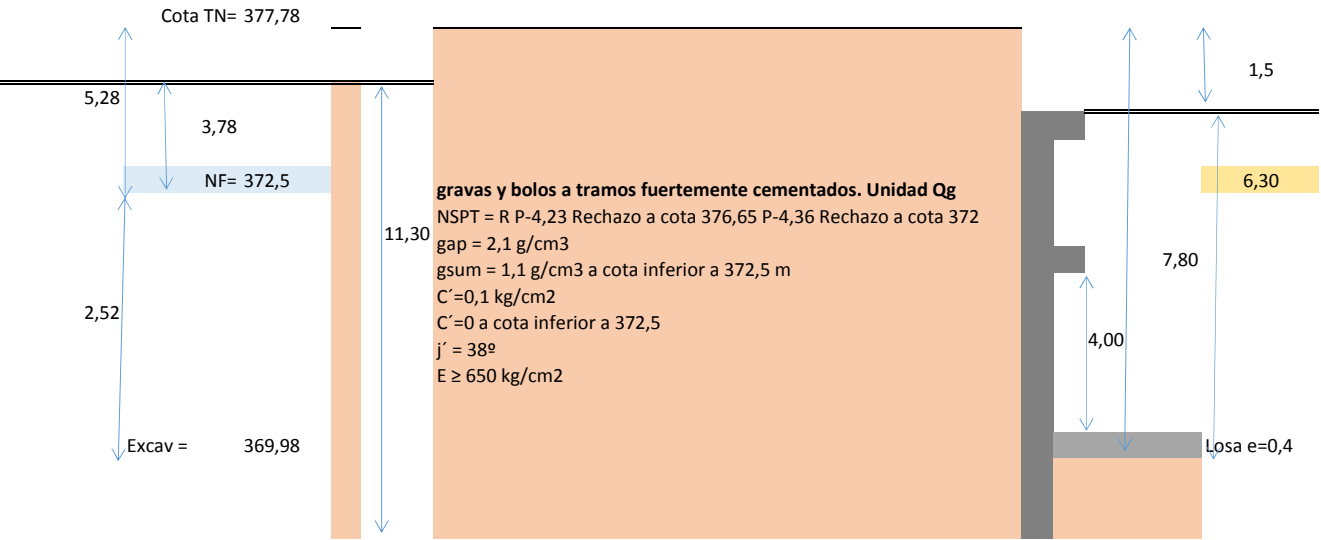 Cota TN= 377,78
1,5
5,28
3,78
NF= 372,5
6,30
gravas y bolos a tramos fuertemente cementados. Unidad Qg
NSPT = R P-4,23 Rechazo a cota 376,65 P-4,36 Rechazo a cota 372
11,30
gap = 2,1 g/cm3
gsum = 1,1 g/cm3 a cota inferior a 372,5 m
7,80
C´=0,1 kg/cm2
2,52
C´=0 a cota inferior a 372,5
4,00
j´ = 38º
E ≥ 650 kg/cm2
Excav = 369,98
Losa e=0,4